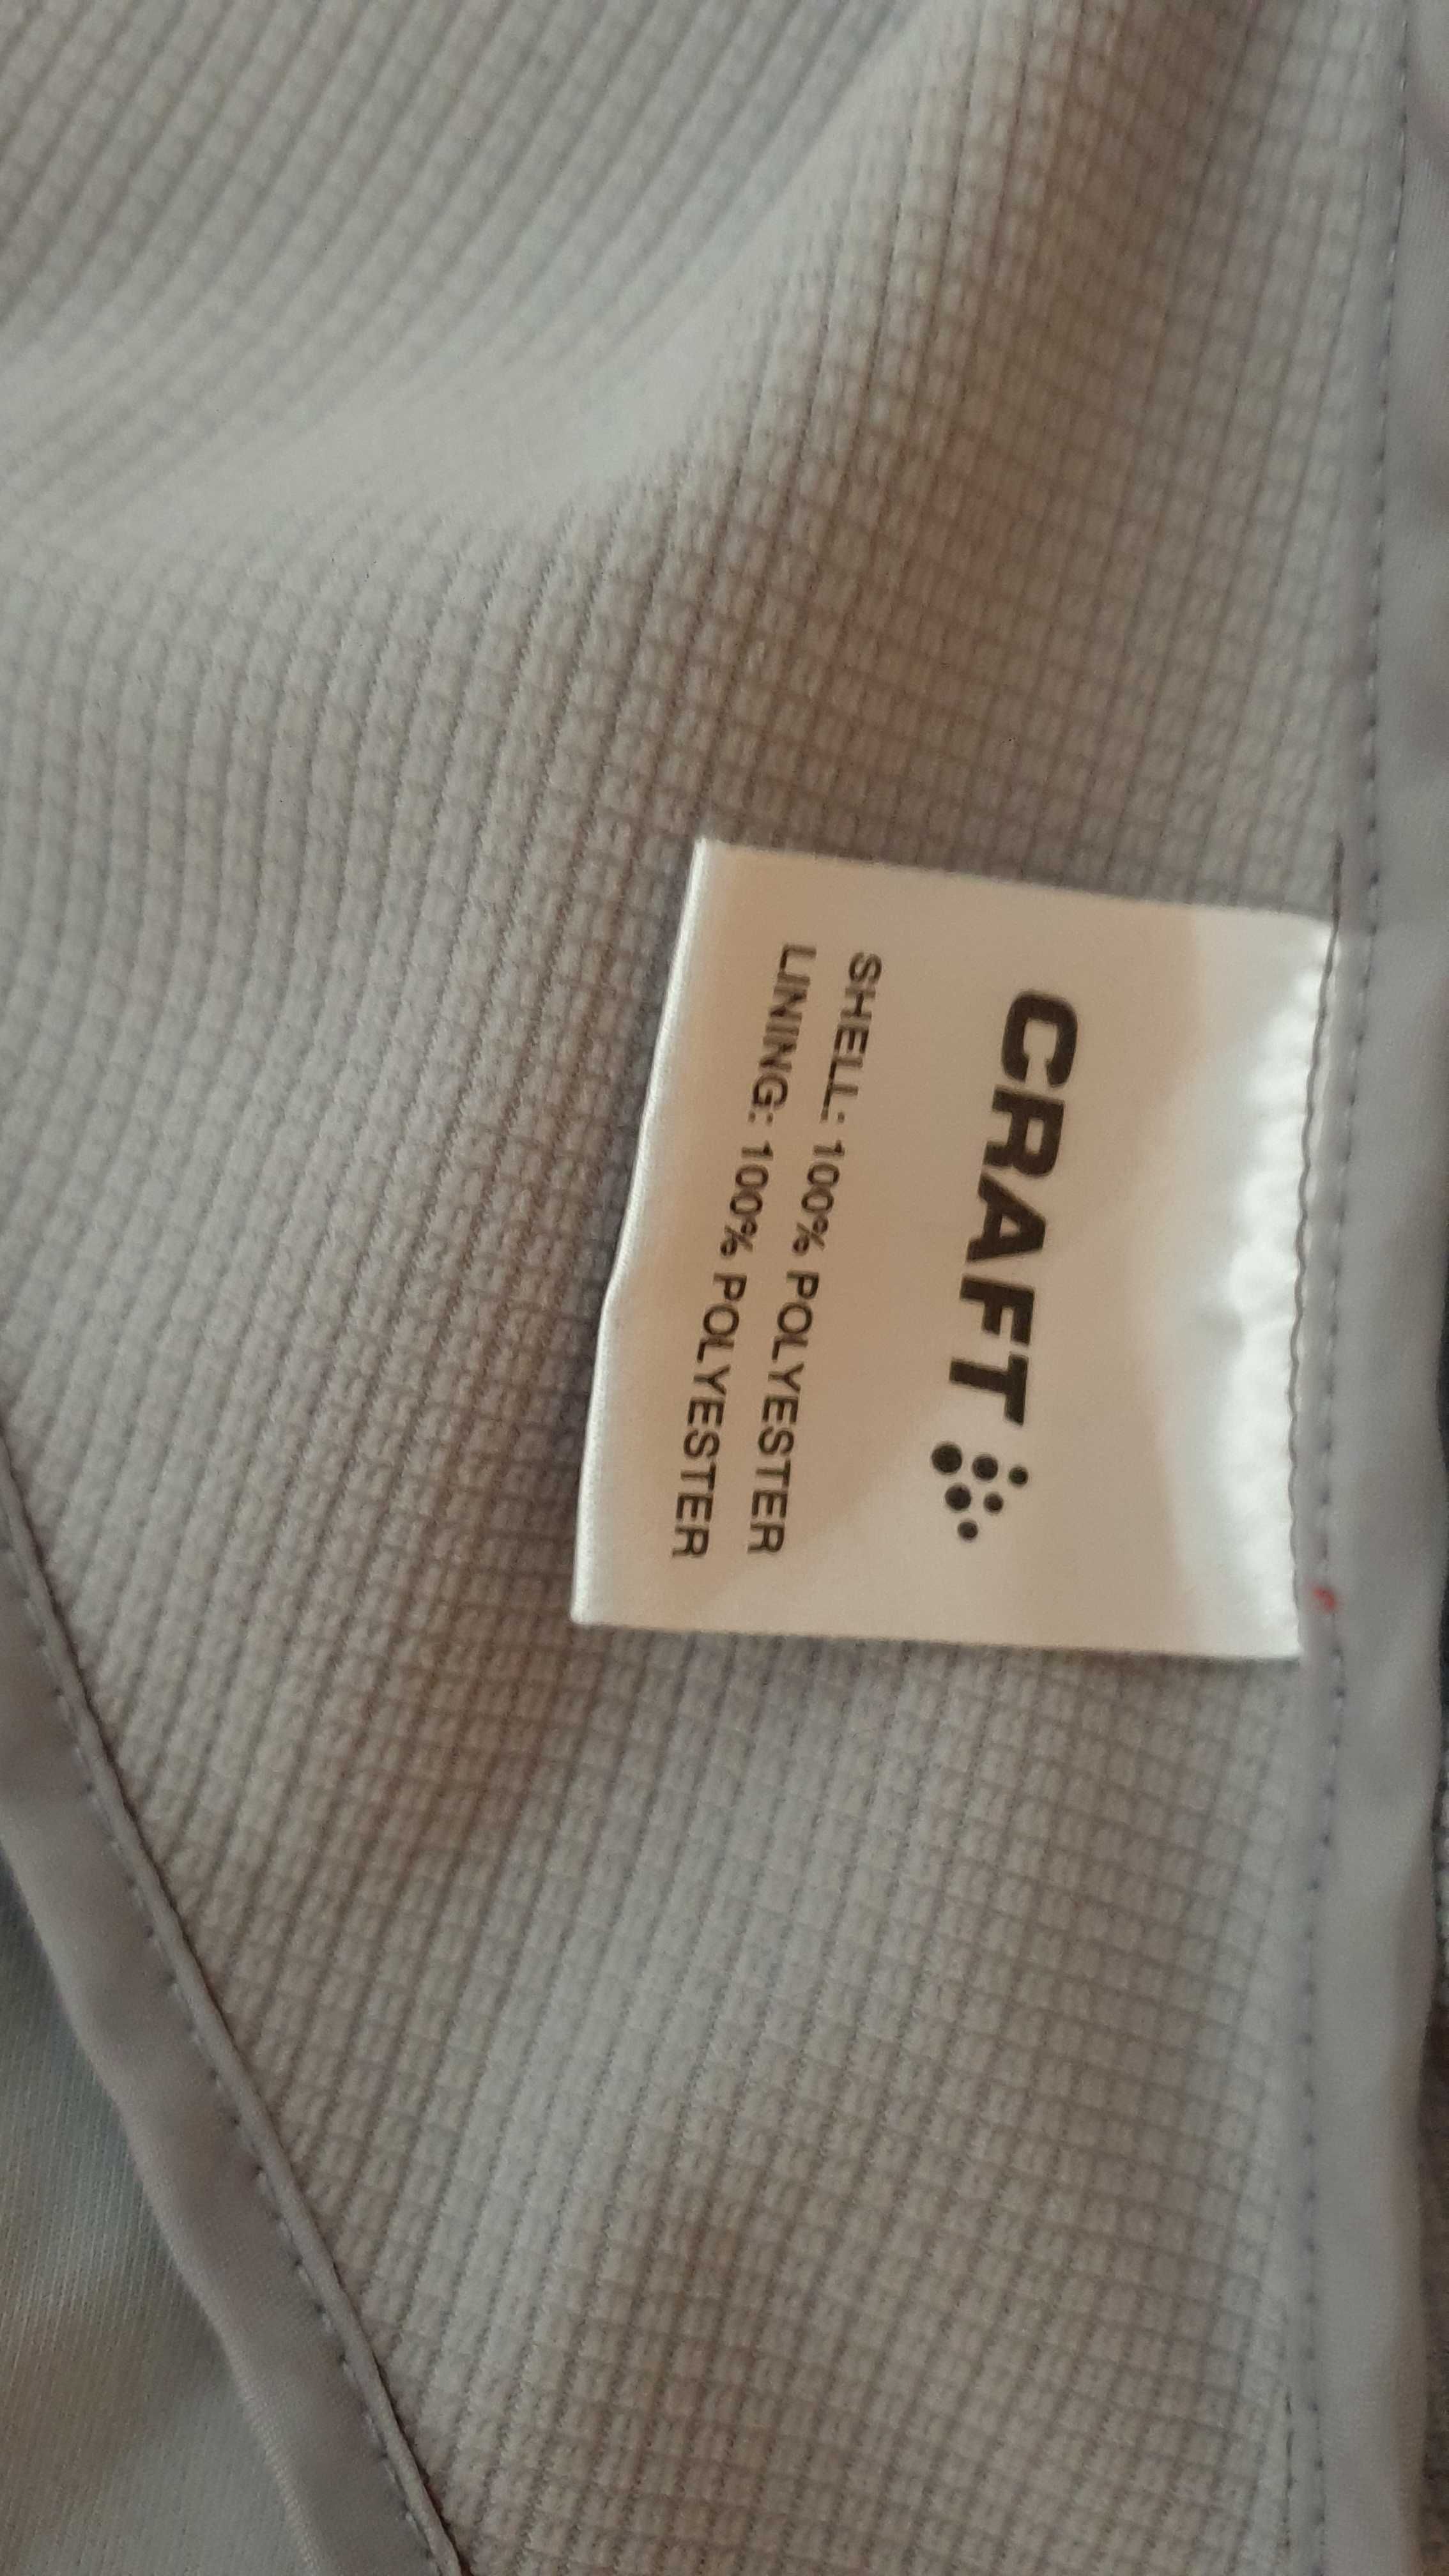 CRAFT
SHELL: 100% POLYESTER
LINING: 100% POLYESTER